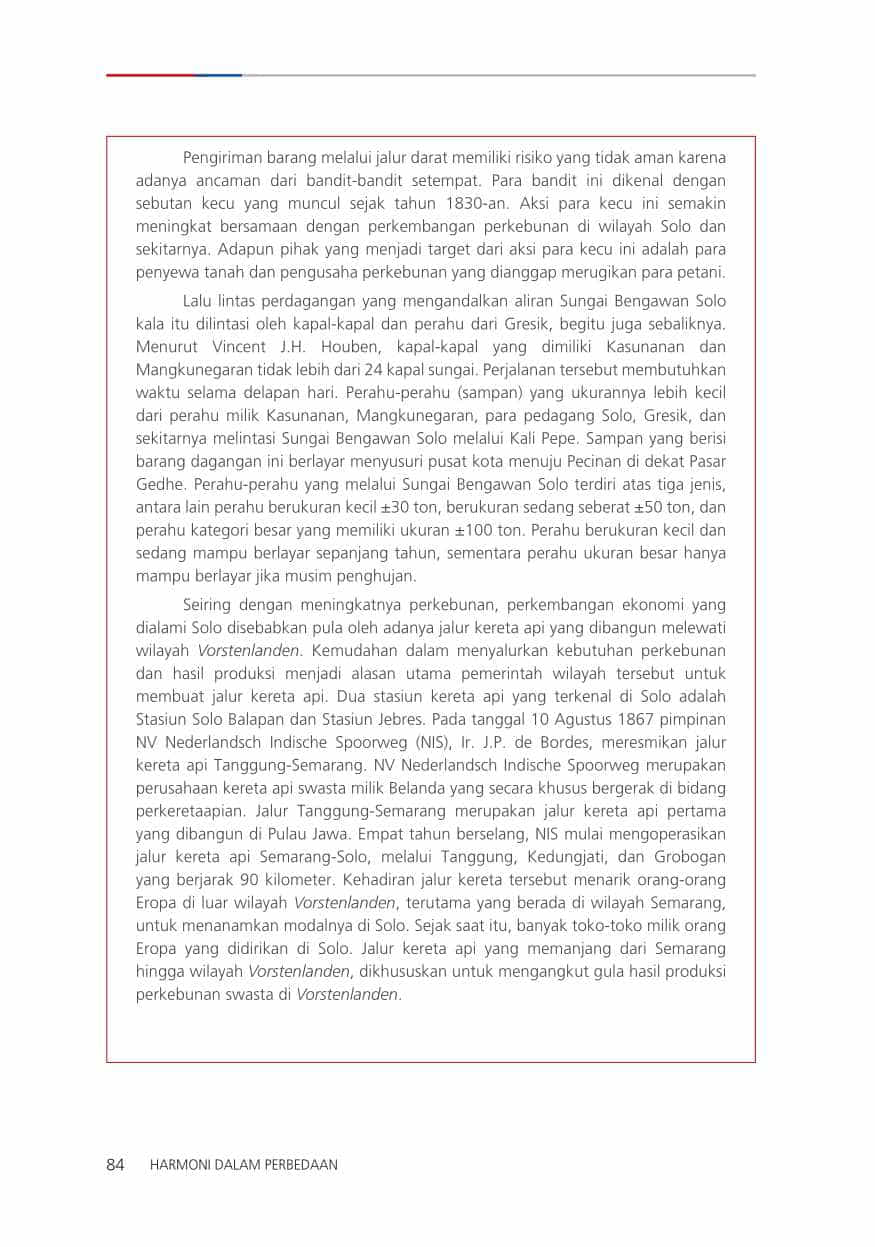 Pengiriman barang melalui jalur darat memiliki risiko yang tidak aman karena
adanya ancaman dari bandit-bandit setempat. Para bandit ini dikenal dengan
sebutan kecu yang muncul sejak tahun 1830-an. Aksi para kecu ini semakin
meningkat bersamaan dengan perkembangan perkebunan di wilayah Solo dan
sekitarnya. Adapun pihak yang menjadi target dari aksi para kecu ini adalah para
penyewa tanah dan pengusaha perkebunan yang dianggap merugikan para petani.
Lalu lintas perdagangan yang mengandalkan aliran Sungai Bengawan Solo
kala itu dilintasi oleh kapal-kapal dan perahu dari Gresik, begitu juga sebaliknya.
Menurut Vincent J.H. Houben, kapal-kapal yang dimiliki Kasunanan dan
Mangkunegaran tidak lebih dari 24 kapal sungai. Perjalanan tersebut membutuhkan
waktu selama delapan hari. Perahu-perahu (sampan) yang ukurannya lebih kecil
dari perahu milik Kasunanan, Mangkunegaran, para pedagang Solo, Gresik, dan
sekitarnya melintasi Sungai Bengawan Solo melalui Kali Pepe. Sampan yang berisi
barang dagangan ini berlayar menyusuri pusat kota menuju Pecinan di dekat Pasar
Gedhe. Perahu-perahu yang melalui Sungai Bengawan Solo terdiri atas tiga jenis,
antara lain perahu berukuran kecil ±30 ton, berukuran sedang seberat ±50 ton, dan
perahu kategori besar yang memiliki ukuran ±100 ton. Perahu berukuran kecil dan
sedang mampu berlayar sepanjang tahun, sementara perahu ukuran besar hanya
mampu berlayar jika musim penghujan.
Seiring dengan meningkatnya perkebunan, perkembangan ekonomi yang
dialami Solo disebabkan pula oleh adanya jalur kereta api yang dibangun melewati
wilayah Vorstenlanden. Kemudahan dalam menyalurkan kebutuhan perkebunan
dan hasil produksi menjadi alasan utama pemerintah wilayah tersebut untuk
membuat jalur kereta api. Dua stasiun kereta api yang terkenal di Solo adalah
Stasiun Solo Balapan dan Stasiun Jebres. Pada tanggal 10 Agustus 1867 pimpinan
NV Nederlandsch Indische Spoorweg (NIS), Ir. J.P. de Bordes, meresmikan jalur
kereta api Tanggung-Semarang. NV Nederlandsch Indische Spoorweg merupakan
perusahaan kereta api swasta milik Belanda yang secara khusus bergerak di bidang
perkeretaapian. Jalur Tanggung-Semarang merupakan jalur kereta api pertama
yang dibangun di Pulau Jawa. Empat tahun berselang, NIS mulai mengoperasikan
jalur kereta api Semarang-Solo, melalui Tanggung, Kedungjati, dan Grobogan
yang berjarak 90 kilometer. Kehadiran jalur kereta tersebut menarik orang-orang
Eropa di luar wilayah Vorstenlanden, terutama yang berada di wilayah Semarang,
untuk menanamkan modalnya di Solo. Sejak saat itu, banyak toko-toko milik orang
Eropa yang didirikan di Solo. Jalur kereta api yang memanjang dari Semarang
hingga wilayah Vorstenlanden, dikhususkan untuk mengangkut gula hasil produksi
perkebunan swasta di Vorstenlanden.
84 HARMONI DALAM PERBEDAAN